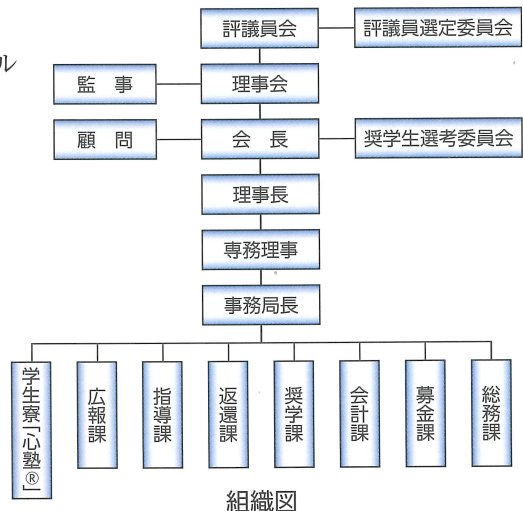 ル
評議員会
評議員選定委員会
監 事
理事会
顧 問
会 長
奨学生選考委員会
理事長
専務理事
事務局長
学生寮「心塾®」
広報課
指導課
返還課
奨学課
会計課
募金課
総務課
組織図